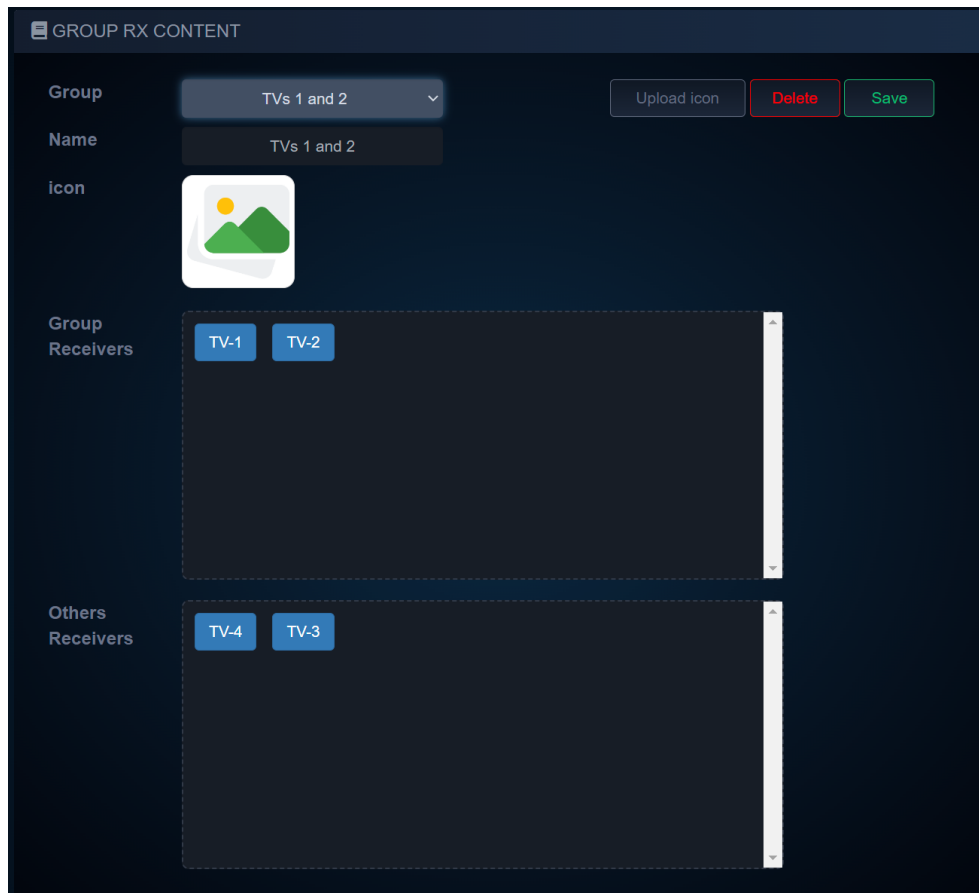 GROUP RX CONTENT
Group
TVs 1 and 2
Upload icon
Delete
Save
Name
TVs 1 and 2
icon
Group
Receivers
TV-1
TV-2
Others
Receivers
TV-4
TV-3